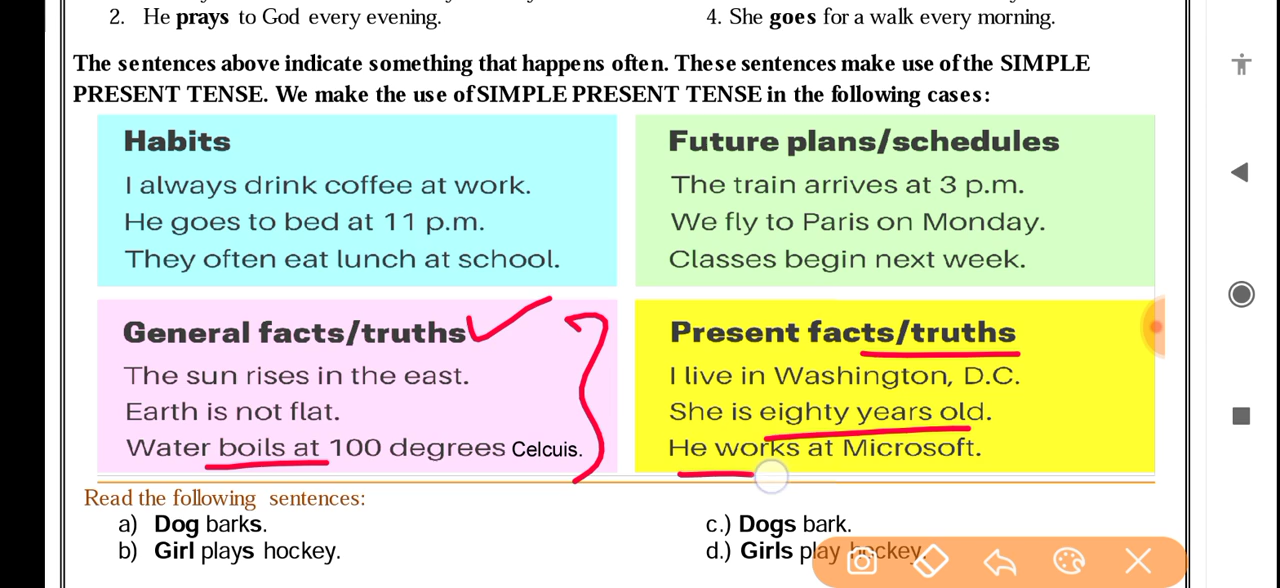 2. He prays to God every evening.
4. She goes for a walk every morning.
The sentences above indicate something that happens often. These sentences make use of the SIMPLE
PRESENT TENSE. We make the use of SIMPLE PRESENT TENSE in the following cases:
Habits
I always drink coffee at work.
He goes to bed at 11 p.m.
They often eat lunch at school.
Future plans/schedules
The train arrives at 3 p.m.
We fly to Paris on Monday.
Classes begin next week.
General facts/truths
The sun rises in the east.
Earth is not flat.
Water boils at 100 degrees Celcuis.
Present facts/truths
I live in Washington, D.C.
She is eighty years old.
He works at Microsoft.
Read the following sentences:
a) Dog barks.
b) Girl plays hockey.
c.) Dogs bark.
d.) Girls play hockey.